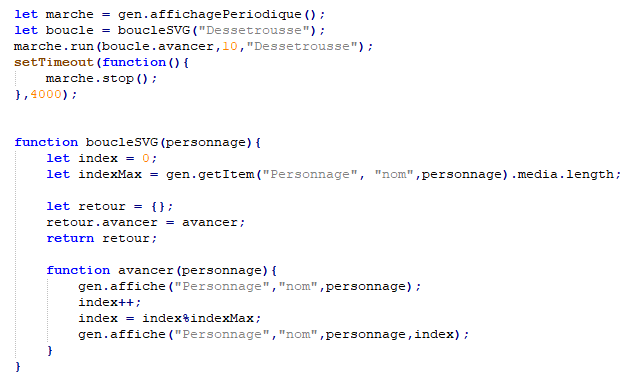 let marche = gen.affichagePeriodique();
let boucle = boucleSVG("Dessetrousse");
marche.run(boucle.avancer,10,"Dessetrousse");
setTimeout(function(){
    marche.stop();
},4000);

function boucleSVG(personnage){
    let index = 0;
    let indexMax = gen.getItem("Personnage", "nom",personnage).media.length;

    let retour = {};
    retour.avancer = avancer;
    return retour;

    function avancer(personnage){
        gen.affiche("Personnage","nom",personnage);
        index++;
        index = index%indexMax;
        gen.affiche("Personnage","nom",personnage,index);
    }
}